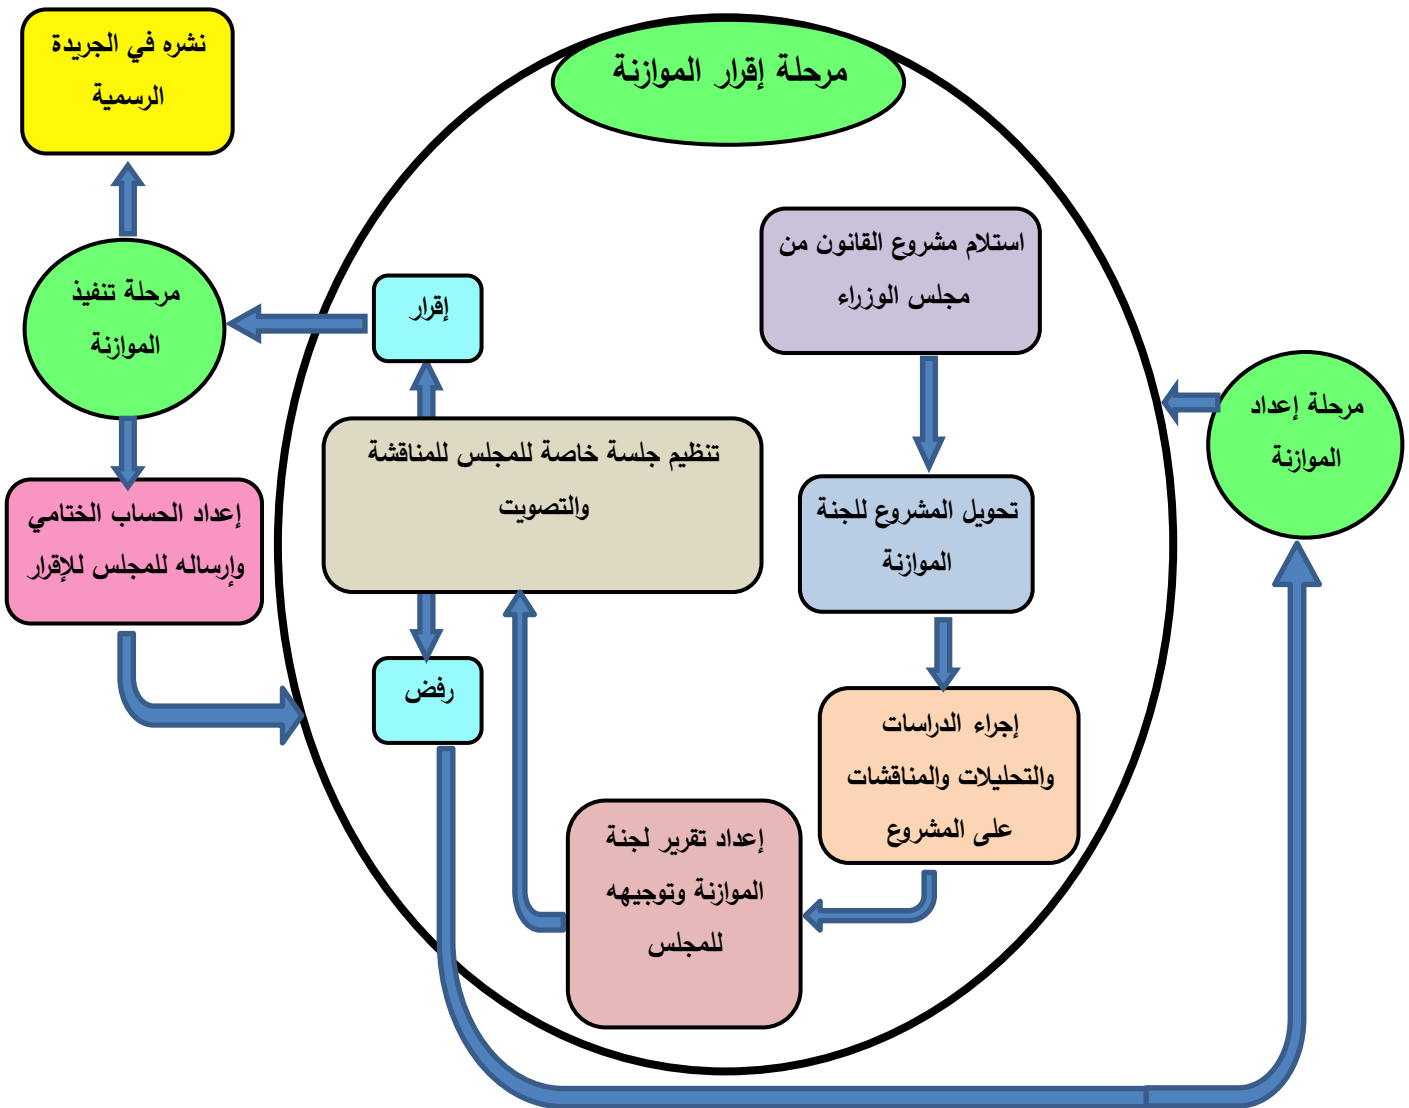 مرحلة إقرار الموازنة
نشره في الجريدة
الرسمية
استلام مشروع القانون من
مجلس الوزراء
مرحلة تنفيذ
الموازنة
إقرار
مرحلة إعداد
الموازنة
تنظيم جلسة خاصة للمجلس للمناقشة
والتصويت
تحويل المشروع للجنة
الموازنة
إعداد الحساب الختامي
وإرساله للمجلس للإقرار
رفض
إجراء الدراسات
والتحليلات والمناقشات
على المشروع
إعداد تقرير لجنة
الموازنة وتوجيهه
للمجلس